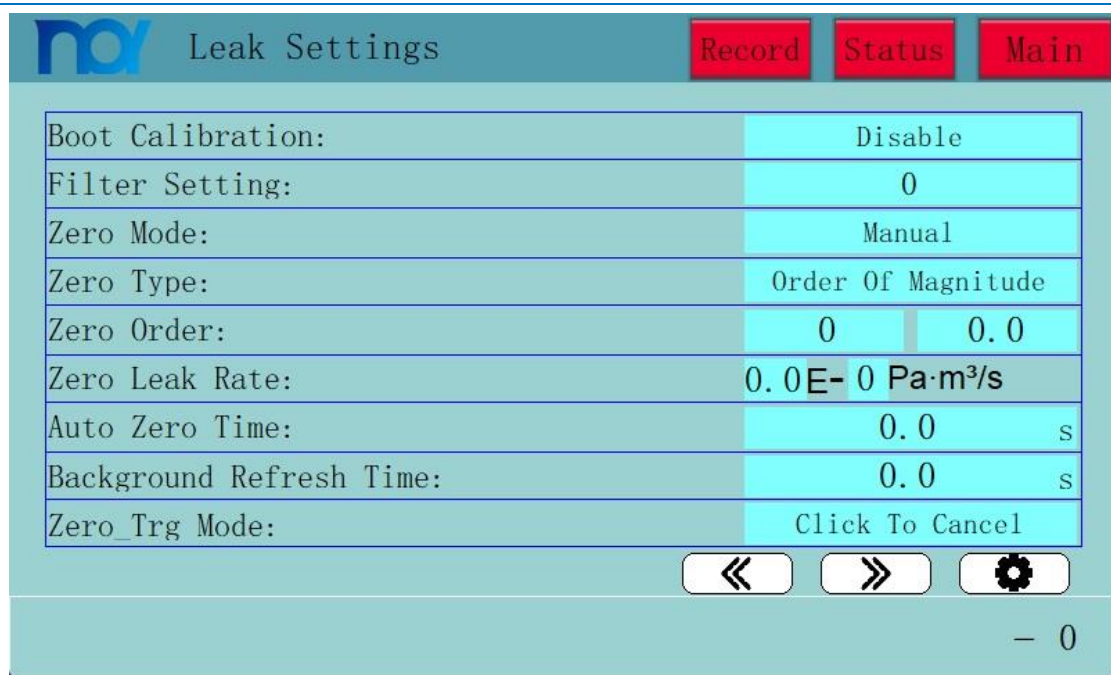 Leak Settings Record Status Main
Boot Calibration: Disable
Filter Setting: 0
Zero Mode: Manual
Zero Type: Order Of Magnitude
Zero Order: 0 0.0
Zero Leak Rate: 0.0E- 0 Pa·m³/s
Auto Zero Time: 0.0 s
Background Refresh Time: 0.0 s
Zero_Trg Mode: Click To Cancel
- 0